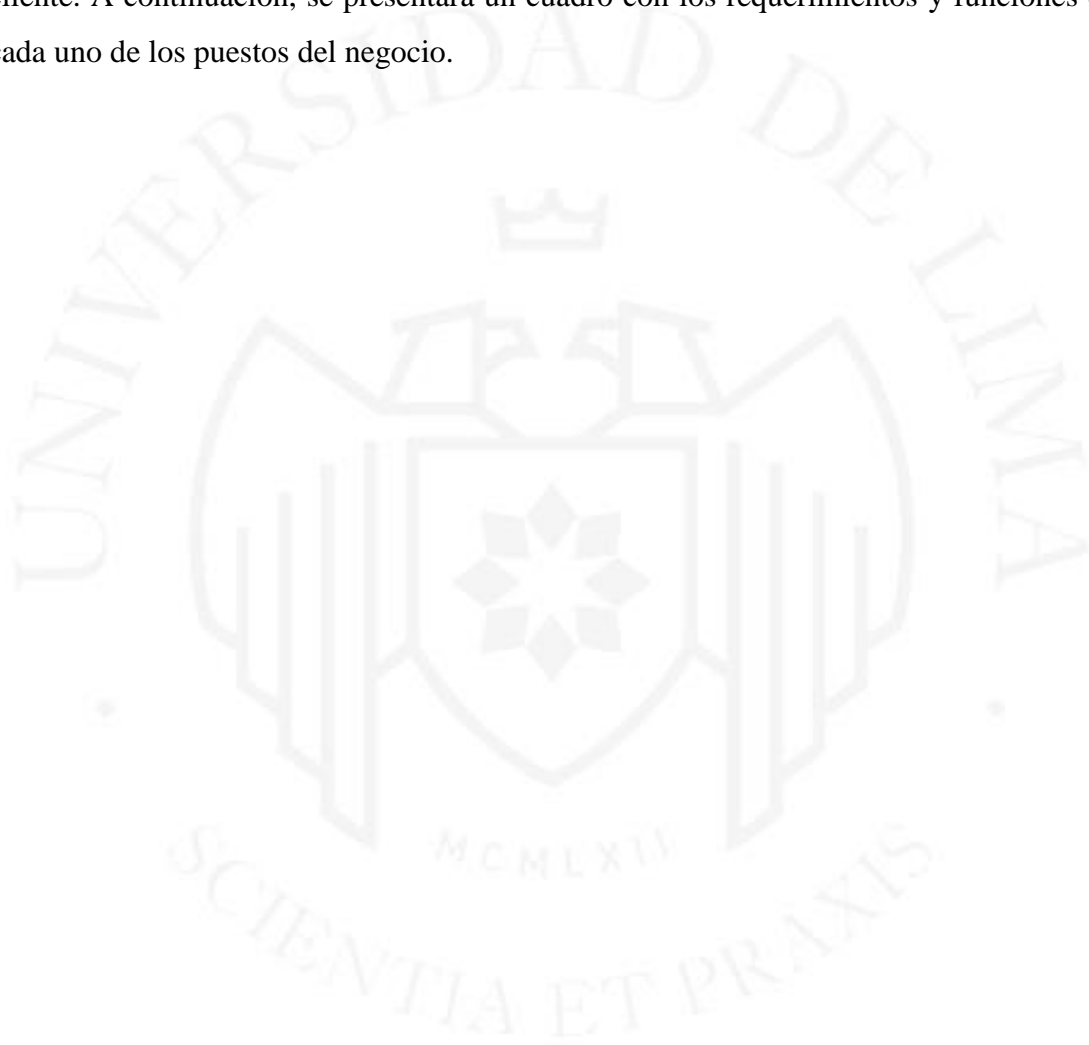 cliente. A continuación, se presentará un cuadro con los requerimientos y funciones
cada uno de los puestos del negocio.
UNIVERSIDAD DE LIMA
MCMLXII
SCIENTIA ET PRAXIS